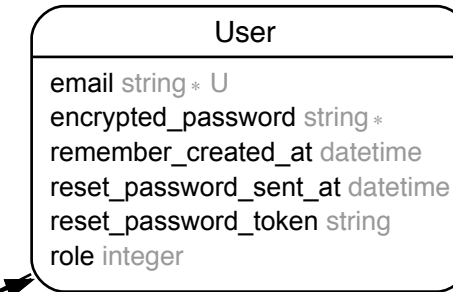 User
email string * U
encrypted_password string *
remember_created_at datetime
reset_password_sent_at datetime
reset_password_token string
role integer